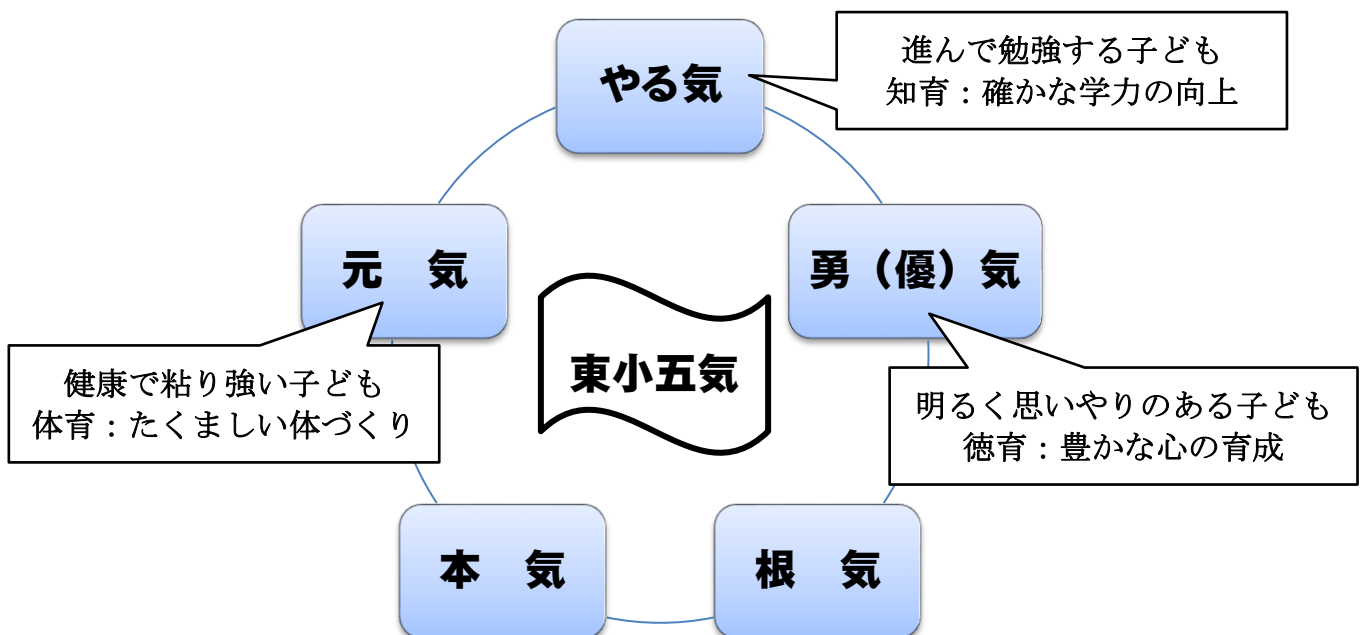 やる気
進んで勉強する子ども
知育：確かな学力の向上
元　気
勇（優）気
東小五気
健康で粘り強い子ども
体育：たくましい体づくり
明るく思いやりのある子ども
徳育：豊かな心の育成
本　気
根　気